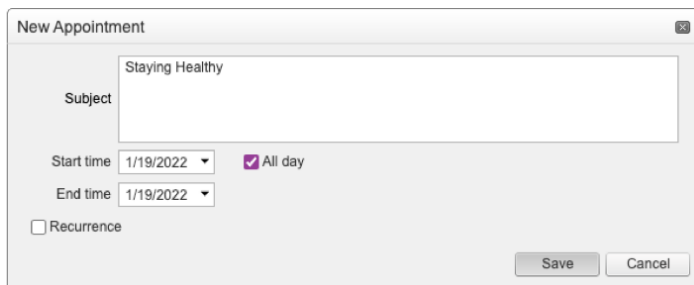 New Appointment
Staying Healthy
Subject
Start time 1/19/2022 All day
End time 1/19/2022
Recurrence
Save Cancel